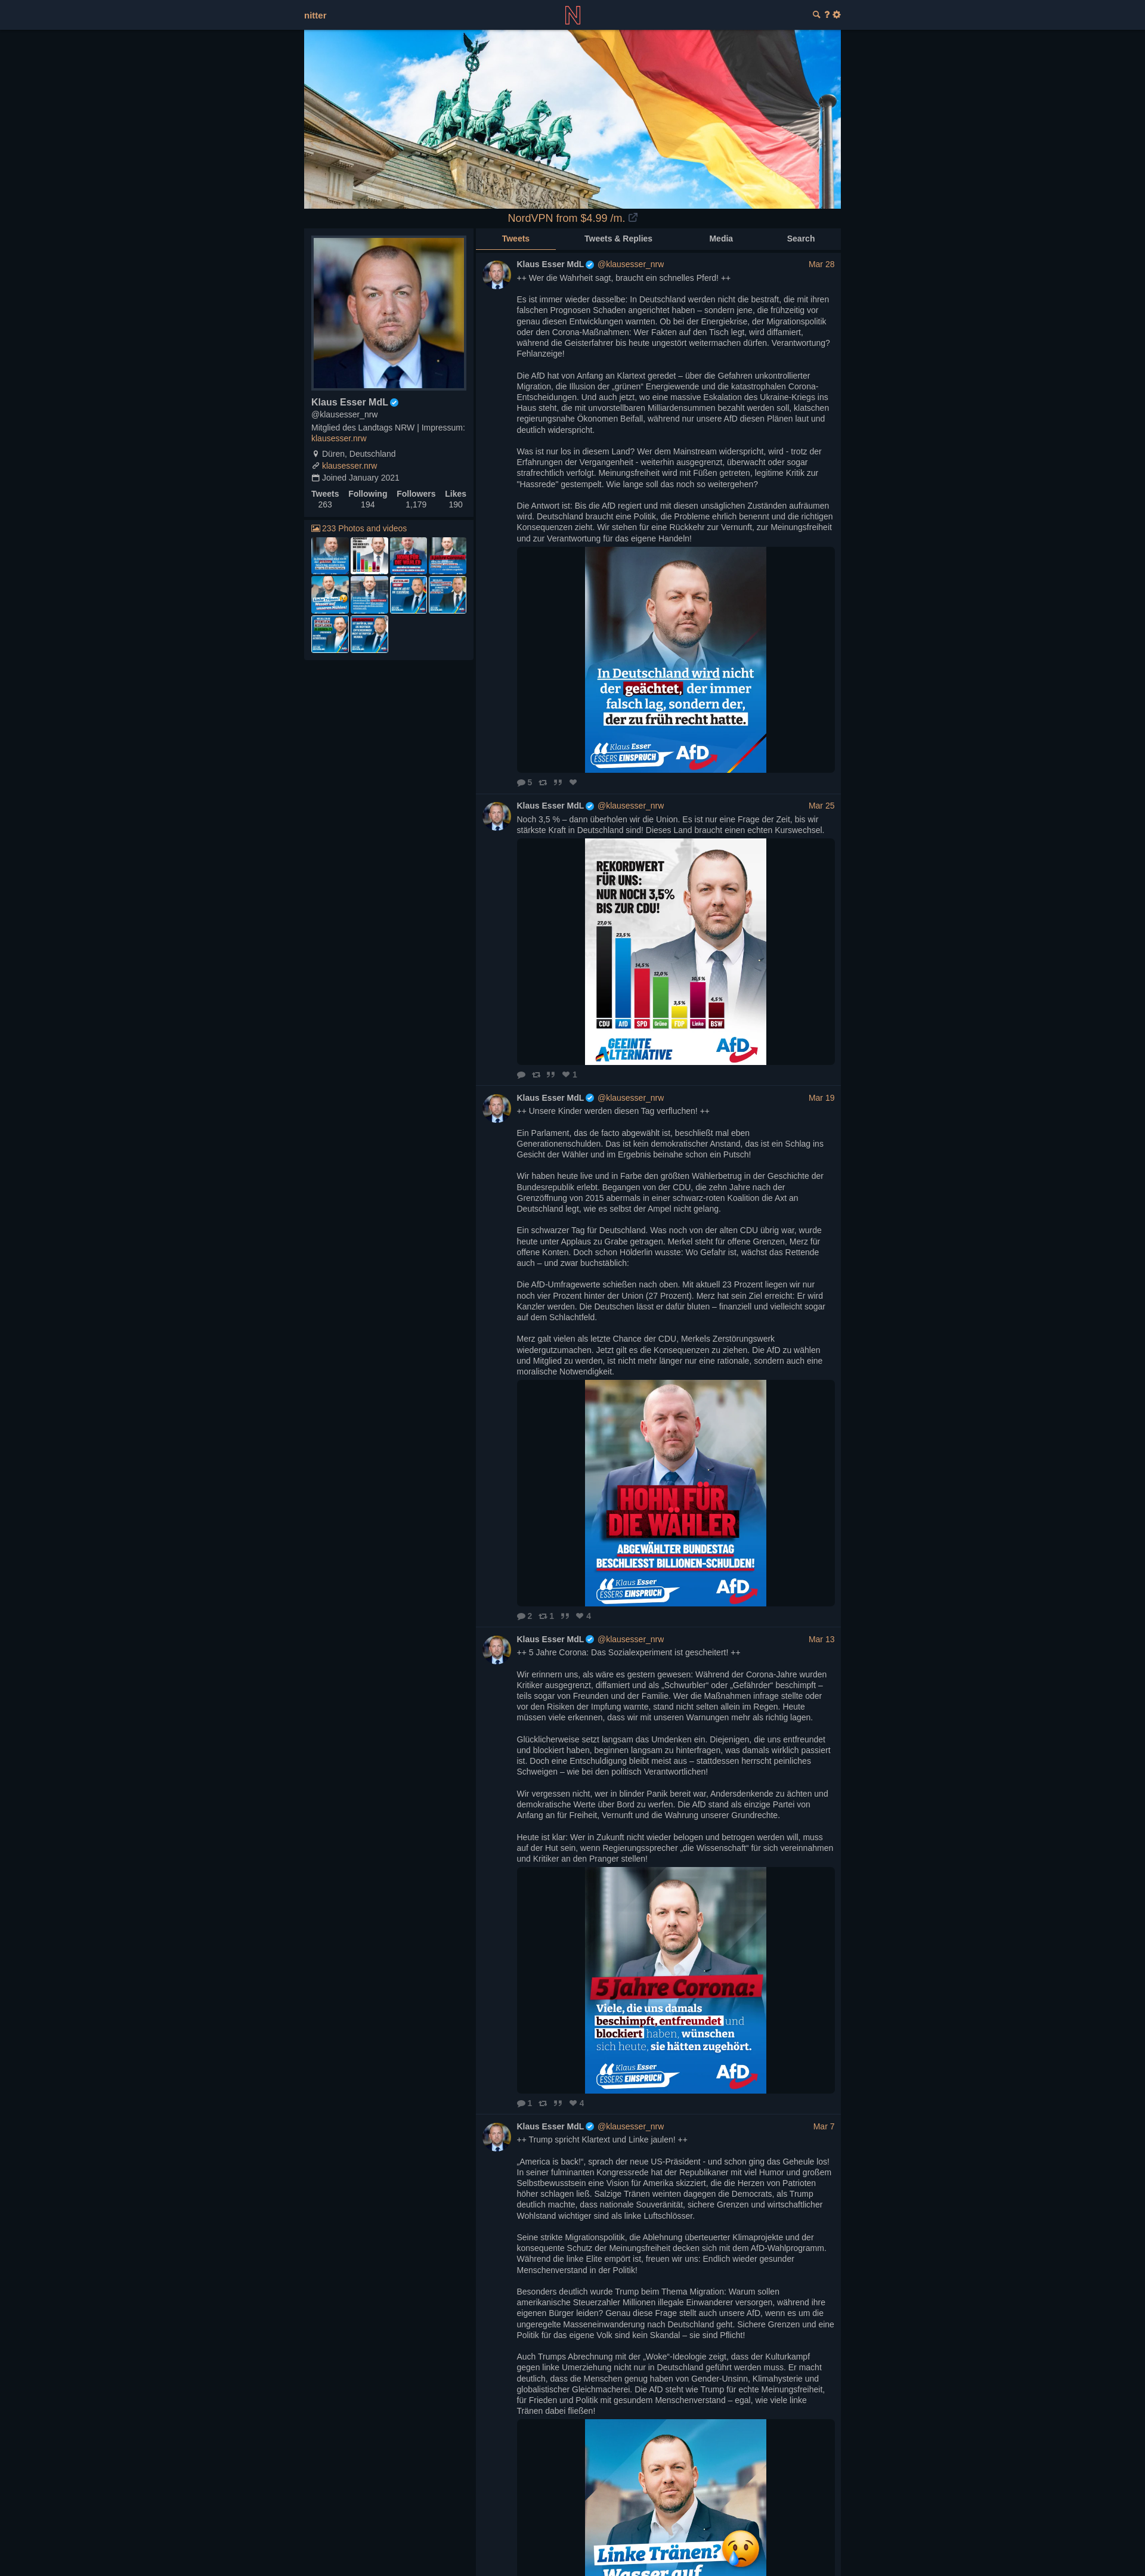 nitter
NordVPN from $4.99 /m.
Klaus Esser MdL
@klausesser_nrw
Mitglied des Landtags NRW | Impressum:
klausesser.nrw
Düren, Deutschland
klausesser.nrw
Joined January 2021
Tweets Following Followers Likes
263 194 1,179 190
233 Photos and videos
Tweets Tweets & Replies Media Search
Klaus Esser MdL @klausesser_nrw Mar 28
++ Wer die Wahrheit sagt, braucht ein schnelles Pferd! ++
Es ist immer wieder dasselbe: In Deutschland werden nicht die bestraft, die mit ihren
falschen Prognosen Schaden angerichtet haben – sondern jene, die frühzeitig vor
genau diesen Entwicklungen warnten. Ob bei der Energiekrise, der Migrationspolitik
oder den Corona-Maßnahmen: Wer Fakten auf den Tisch legt, wird diffamiert,
während die Geisterfahrer bis heute ungestört weitermachen dürfen. Verantwortung?
Fehlanzeige!
Die AfD hat von Anfang an Klartext geredet – über die Gefahren unkontrollierter
Migration, die Illusion der „grünen“ Energiewende und die katastrophalen Corona-
Entscheidungen. Und auch jetzt, wo eine massive Eskalation des Ukraine-Kriegs ins
Haus steht, die mit unvorstellbaren Milliardensummen bezahlt werden soll, klatschen
regierungsnahe Ökonomen Beifall, während nur unsere AfD diesen Plänen laut und
deutlich widerspricht.
Was ist nur los in diesem Land? Wer dem Mainstream widerspricht, wird - trotz der
Erfahrungen der Vergangenheit - weiterhin ausgegrenzt, überwacht oder sogar
strafrechtlich verfolgt. Meinungsfreiheit wird mit Füßen getreten, legitime Kritik zur
"Hassrede" gestempelt. Wie lange soll das noch so weitergehen?
Die Antwort ist: Bis die AfD regiert und mit diesen unsäglichen Zuständen aufräumen
wird. Deutschland braucht eine Politik, die Probleme ehrlich benennt und die richtigen
Konsequenzen zieht. Wir stehen für eine Rückkehr zur Vernunft, zur Meinungsfreiheit
und zur Verantwortung für das eigene Handeln!
In Deutschland wird nicht
der geächtet, der immer
falsch lag, sondern der,
der zu früh recht hatte.
Klaus Esser
ESSERS EINSPRUCH AfD
5
Klaus Esser MdL @klausesser_nrw Mar 25
Noch 3,5 % – dann überholen wir die Union. Es ist nur eine Frage der Zeit, bis wir
stärkste Kraft in Deutschland sind! Dieses Land braucht einen echten Kurswechsel.
REKORDWERT
FÜR UNS:
NUR NOCH 3,5%
BIS ZUR CDU!
27,0 %
23,5 %
14,5 % 12,0 % 3,5 % 10,5 % 4,5 %
CDU AfD SPD Grüne FDP Linke BSW
GEEINTE
ALTERNATIVE AfD
1
Klaus Esser MdL @klausesser_nrw Mar 19
++ Unsere Kinder werden diesen Tag verfluchen! ++
Ein Parlament, das de facto abgewählt ist, beschließt mal eben
Generationenschulden. Das ist kein demokratischer Anstand, das ist ein Schlag ins
Gesicht der Wähler und im Ergebnis beinahe schon ein Putsch!
Wir haben heute live und in Farbe den größten Wählerbetrug in der Geschichte der
Bundesrepublik erlebt. Begangen von der CDU, die zehn Jahre nach der
Grenzöffnung von 2015 abermals in einer schwarz-roten Koalition die Axt an
Deutschland legt, wie es selbst der Ampel nicht gelang.
Ein schwarzer Tag für Deutschland. Was noch von der alten CDU übrig war, wurde
heute unter Applaus zu Grabe getragen. Merkel steht für offene Grenzen, Merz für
offene Konten. Doch schon Hölderlin wusste: Wo Gefahr ist, wächst das Rettende
auch – und zwar buchstäblich:
Die AfD-Umfragewerte schießen nach oben. Mit aktuell 23 Prozent liegen wir nur
noch vier Prozent hinter der Union (27 Prozent). Merz hat sein Ziel erreicht: Er wird
Kanzler werden. Die Deutschen lässt er dafür bluten – finanziell und vielleicht sogar
auf dem Schlachtfeld.
Merz galt vielen als letzte Chance der CDU, Merkels Zerstörungswerk
wiedergutzumachen. Jetzt gilt es die Konsequenzen zu ziehen. Die AfD zu wählen
und Mitglied zu werden, ist nicht mehr länger nur eine rationale, sondern auch eine
moralische Notwendigkeit.
HOHN FÜR
DIE WÄHLER
ABGEWÄHLTER BUNDESTAG
BESCHLIESST BILLIONEN-SCHULDEN!
Klaus Esser
ESSERS EINSPRUCH AfD
2 1 4
Klaus Esser MdL @klausesser_nrw Mar 13
++ 5 Jahre Corona: Das Sozialexperiment ist gescheitert! ++
Wir erinnern uns, als wäre es gestern gewesen: Während der Corona-Jahre wurden
Kritiker ausgegrenzt, diffamiert und als „Schwurbler“ oder „Gefährder“ beschimpft –
teils sogar von Freunden und der Familie. Wer die Maßnahmen infrage stellte oder
vor den Risiken der Impfung warnte, stand nicht selten allein im Regen. Heute
müssen viele erkennen, dass wir mit unseren Warnungen mehr als richtig lagen.
Glücklicherweise setzt langsam das Umdenken ein. Diejenigen, die uns entfreundet
und blockiert haben, beginnen langsam zu hinterfragen, was damals wirklich passiert
ist. Doch eine Entschuldigung bleibt meist aus – stattdessen herrscht peinliches
Schweigen – wie bei den politisch Verantwortlichen!
Wir vergessen nicht, wer in blinder Panik bereit war, Andersdenkende zu ächten und
demokratische Werte über Bord zu werfen. Die AfD stand als einzige Partei von
Anfang an für Freiheit, Vernunft und die Wahrung unserer Grundrechte.
Heute ist klar: Wer in Zukunft nicht wieder belogen und betrogen werden will, muss
auf der Hut sein, wenn Regierungssprecher „die Wissenschaft“ für sich vereinnahmen
und Kritiker an den Pranger stellen!
5 Jahre Corona:
Viele, die uns damals
beschimpft, entfreundet und
blockiert haben, wünschen
sich heute, sie hätten zugehört.
Klaus Esser
ESSERS EINSPRUCH AfD
1 4
Klaus Esser MdL @klausesser_nrw Mar 7
++ Trump spricht Klartext und Linke jaulen! ++
„America is back!“, sprach der neue US-Präsident - und schon ging das Geheule los!
In seiner fulminanten Kongressrede hat der Republikaner mit viel Humor und großem
Selbstbewusstsein eine Vision für Amerika skizziert, die die Herzen von Patrioten
höher schlagen ließ. Salzige Tränen weinten dagegen die Democrats, als Trump
deutlich machte, dass nationale Souveränität, sichere Grenzen und wirtschaftlicher
Wohlstand wichtiger sind als linke Luftschlösser.
Seine strikte Migrationspolitik, die Ablehnung überteuerter Klimaprojekte und der
konsequente Schutz der Meinungsfreiheit decken sich mit dem AfD-Wahlprogramm.
Während die linke Elite empört ist, freuen wir uns: Endlich wieder gesunder
Menschenverstand in der Politik!
Besonders deutlich wurde Trump beim Thema Migration: Warum sollen
amerikanische Steuerzahler Millionen illegale Einwanderer versorgen, während ihre
eigenen Bürger leiden? Genau diese Frage stellt auch unsere AfD, wenn es um die
ungeregelte Masseneinwanderung nach Deutschland geht. Sichere Grenzen und eine
Politik für das eigene Volk sind kein Skandal – sie sind Pflicht!
Auch Trumps Abrechnung mit der „Woke“-Ideologie zeigt, dass der Kulturkampf
gegen linke Umerziehung nicht nur in Deutschland geführt werden muss. Er macht
deutlich, dass die Menschen genug haben von Gender-Unsinn, Klimahysterie und
globalistischer Gleichmacherei. Die AfD steht wie Trump für echte Meinungsfreiheit,
für Frieden und Politik mit gesundem Menschenverstand – egal, wie viele linke
Tränen dabei fließen!
Linke Tränen?
Wasser auf